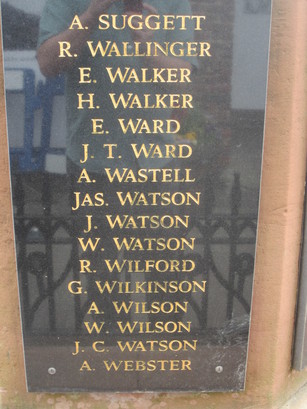 A. SUGGETT
R. WALLINGER
E. WALKER
H. WALKER
E. WARD
J. T. WARD
A. WASTELL
JAS. WATSON
J. WATSON
W. WATSON
R. WILFORD
G. WILKINSON
A. WILSON
W. WILSON
J. C. WATSON
A. WEBSTER